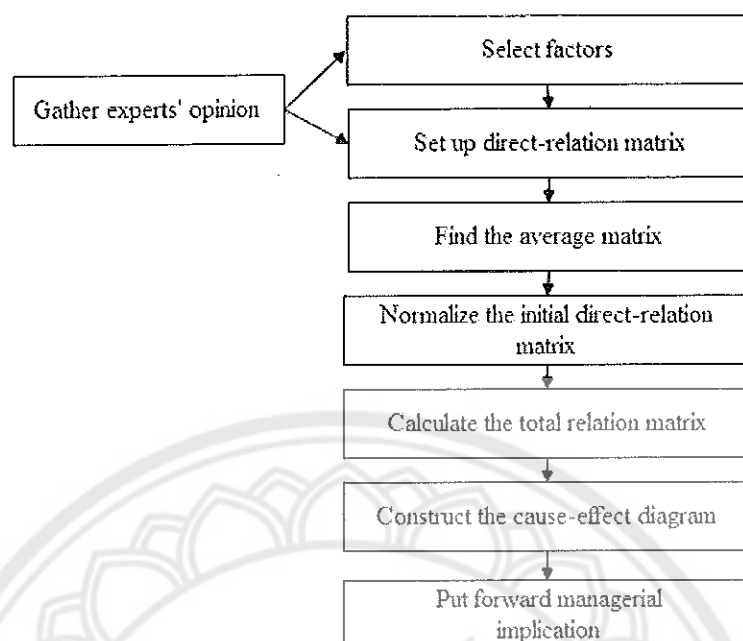 Select factors
Gather experts' opinion
Set up direct-relation matrix
Find the average matrix
Normalize the initial direct-relation
matrix
Calculate the total relation matrix
Construct the cause-effect diagram
Put forward managerial
implication